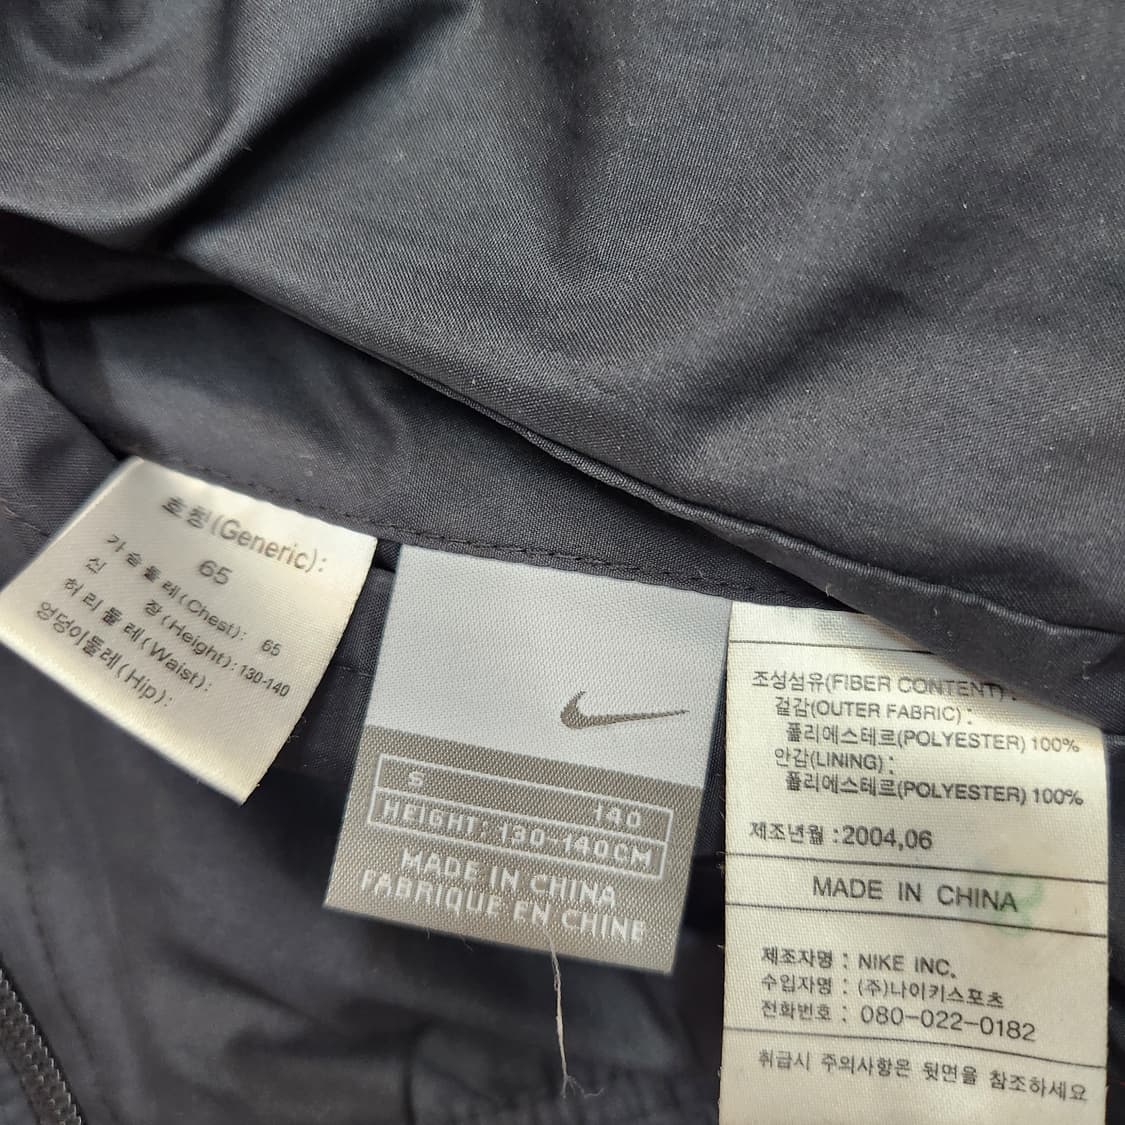 호칭(Generic):
65
가슴둘레(Chest): 65
신 장(Height): 130-140
허리둘레(Waist):
엉덩이둘레(Hip):
S 140
HEIGHT: 130-140CM
MADE IN CHINA
FABRIQUE EN CHINE
조성섬유(FIBER CONTENT):
겉감(OUTER FABRIC):
폴리에스테르(POLYESTER) 100%
안감(LINING):
폴리에스테르(POLYESTER) 100%
제조년월 :2004,06
MADE IN CHINA
제조자명 : NIKE INC.
수입자명 : (주)나이키스포츠
전화번호 : 080-022-0182
취급시 주의사항은 뒷면을 참조하세요